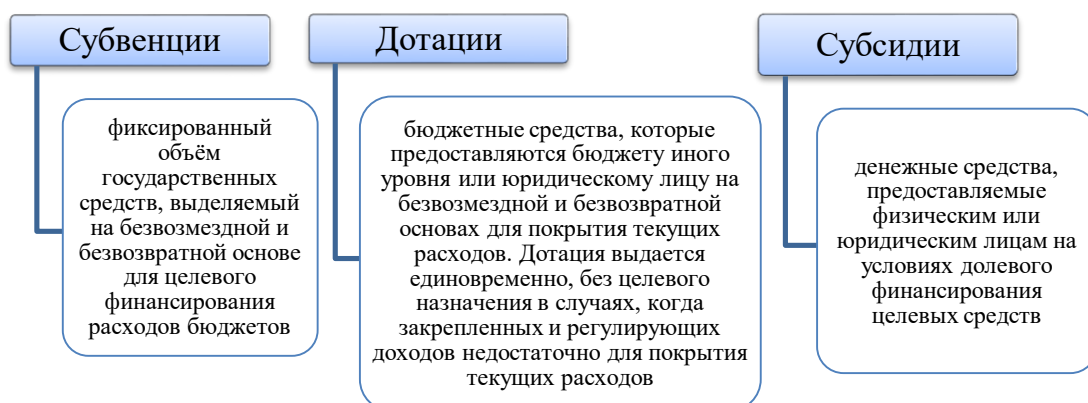 Субвенции
фиксированный
объём
государственных
средств, выделяемый
на безвозмездной и
безвозвратной основе
для целевого
финансирования
расходов бюджетов
Дотации
бюджетные средства, которые
предоставляются бюджету иного
уровня или юридическому лицу на
безвозмездной и безвозвратной
основах для покрытия текущих
расходов. Дотация выдается
единовременно, без целевого
назначения в случаях, когда
закрепленных и регулирующих
доходов недостаточно для покрытия
текущих расходов
Субсидии
денежные средства,
предоставляемые
физическим или
юридическим лицам на
условиях долевого
финансирования
целевых средств